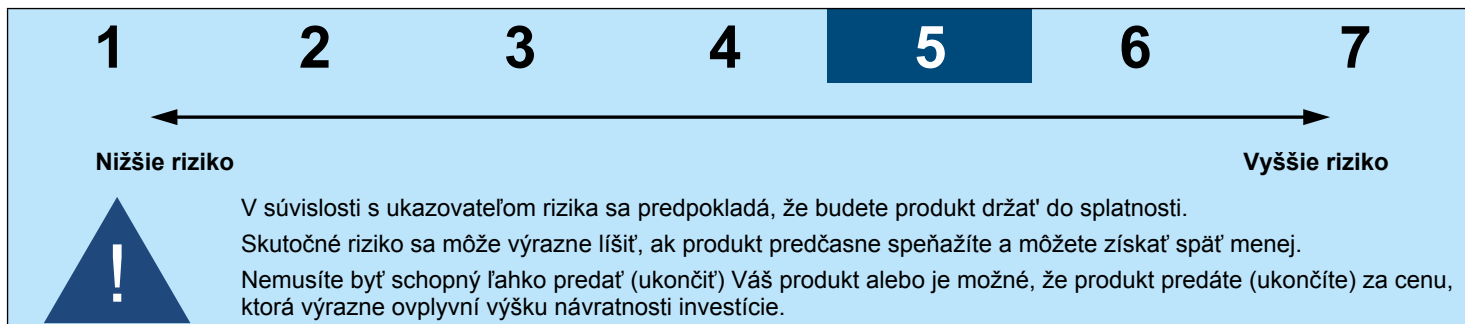 1 2 3 4 5 6 7
Nižšie riziko Vyššie riziko
V súvislosti s ukazovateľom rizika sa predpokladá, že budete produkt držat' do splatnosti.
Skutočné riziko sa môže výrazne líšiť, ak produkt predčasne speňažíte a môžete získať späť menej.
Nemusíte byť schopný ľahko predať (ukončiť) Váš produkt alebo je možné, že produkt predáte (ukončíte) za cenu,
ktorá výrazne ovplyvní výšku návratnosti investície.
!